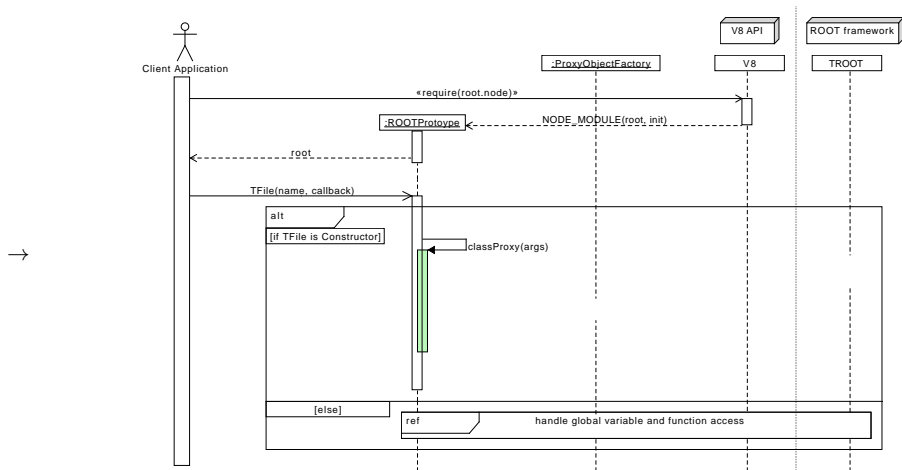 V8 API
ROOT framework
Client Application
:ProxyObjectFactory
V8
TROOT
«require(root.node)»
:ROOTProtoype
NODE_MODULE(root, init)
root
TFile(name, callback)
alt
[if TFile is Constructor]
classProxy(args)
→
[else]
ref
handle global variable and function access